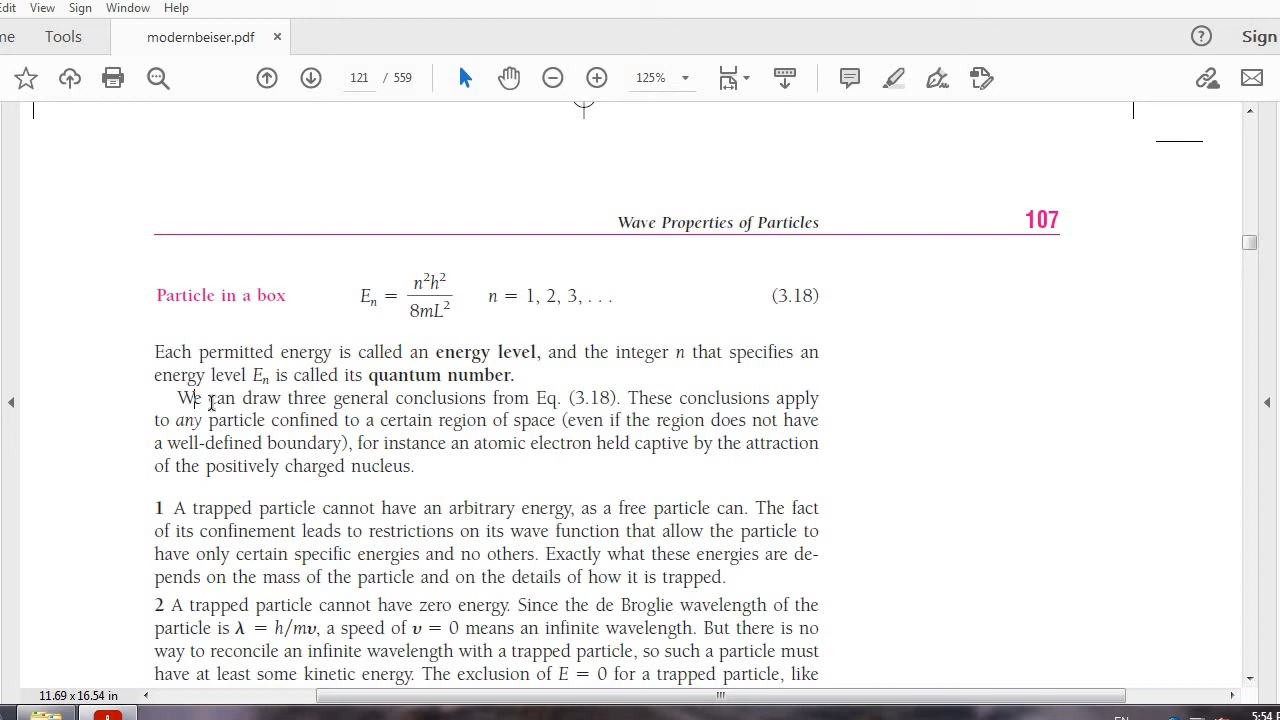 Edit View Sign Window Help
me Tools modernbeiser.pdf × ? Sign
121 / 559 125%
Wave Properties of Particles 107
Particle in a box Eₙ = n²h² / 8mL² n = 1, 2, 3, . . . (3.18)
Each permitted energy is called an energy level, and the integer n that specifies an
energy level Eₙ is called its quantum number.
We can draw three general conclusions from Eq. (3.18). These conclusions apply
to any particle confined to a certain region of space (even if the region does not have
a well-defined boundary), for instance an atomic electron held captive by the attraction
of the positively charged nucleus.
1 A trapped particle cannot have an arbitrary energy, as a free particle can. The fact
of its confinement leads to restrictions on its wave function that allow the particle to
have only certain specific energies and no others. Exactly what these energies are de-
pends on the mass of the particle and on the details of how it is trapped.
2 A trapped particle cannot have zero energy. Since the de Broglie wavelength of the
particle is λ = h/mυ, a speed of υ = 0 means an infinite wavelength. But there is no
way to reconcile an infinite wavelength with a trapped particle, so such a particle must
have at least some kinetic energy. The exclusion of E = 0 for a trapped particle, like
11.69 x 16.54 in
EN 5:54